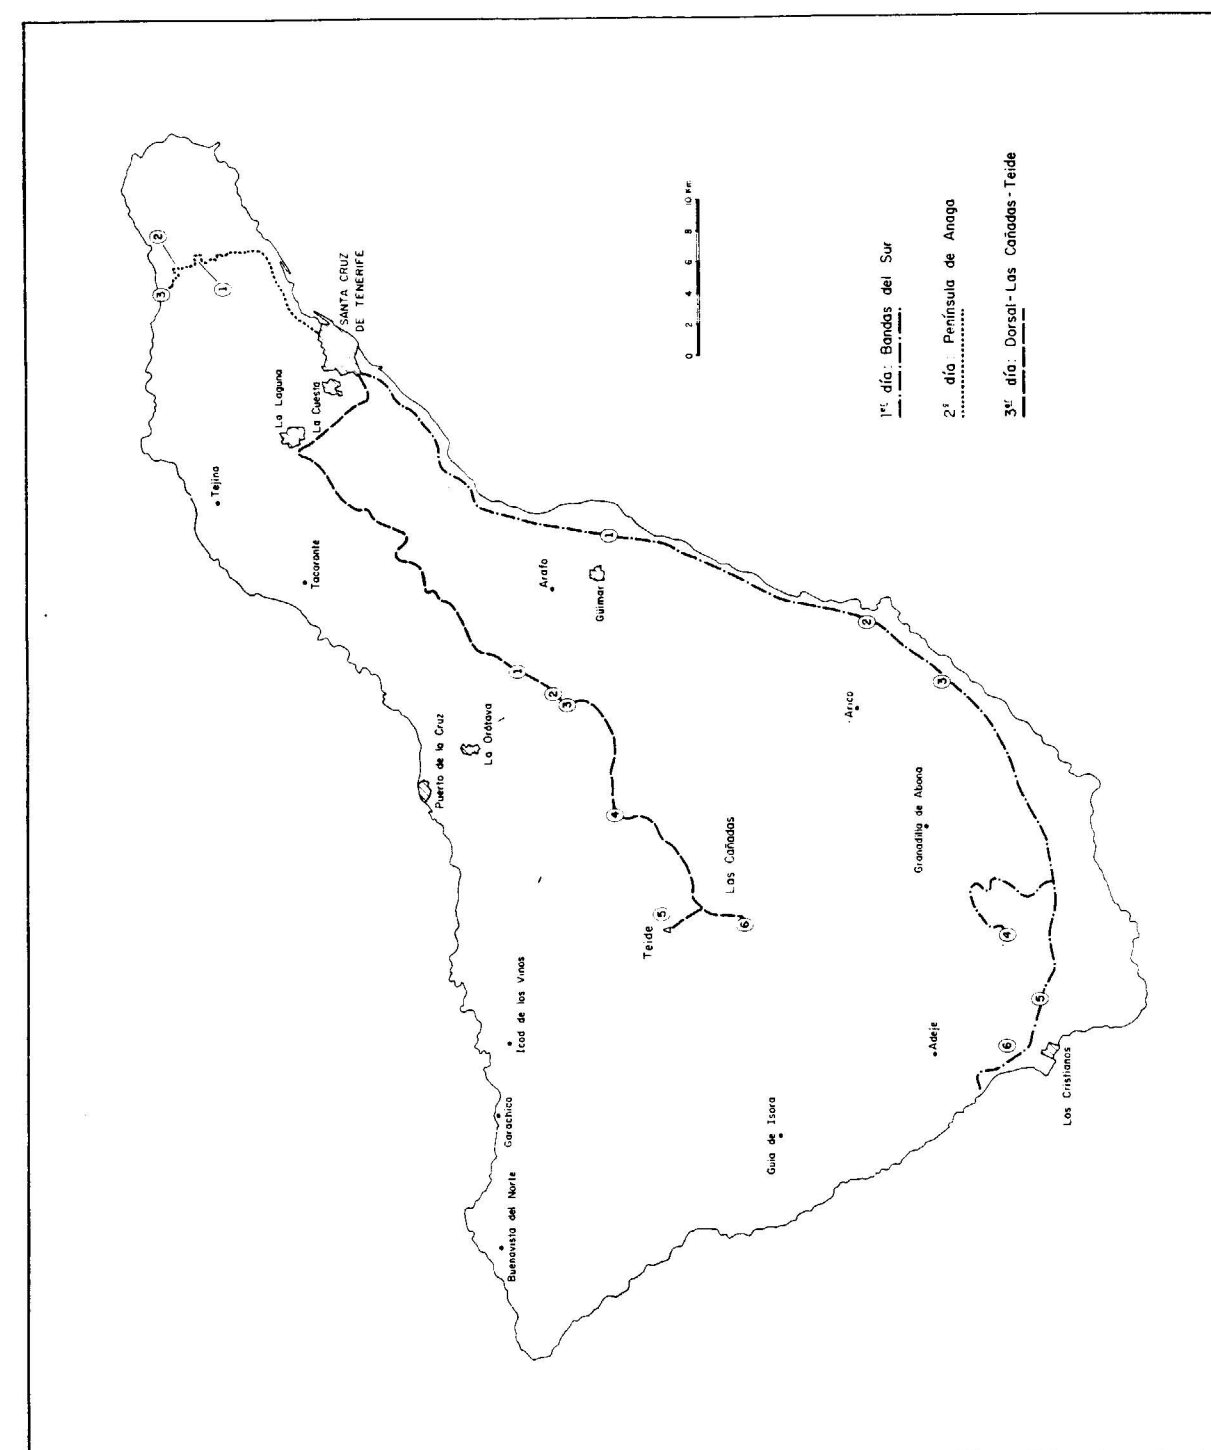 SANTA CRUZ
DE TENERIFE
La Laguna
La Cuesta
Tejina
Tacoronte
Arafo
Güimar
Puerto de la Cruz
La Orotava
Arico
Granadilla de Abona
Las Cañadas
Teide
Icod de los Vinos
Garachico
Buenavista del Norte
Guia de Isora
Adeje
Los Cristianos
1
2
3
1
2
3
4
5
6
1
2
3
4
5
6
0 2 4 6 8 10 Km.
1er día: Bandas del Sur
2º día: Península de Anaga
3er día: Dorsal-Las Cañadas-Teide